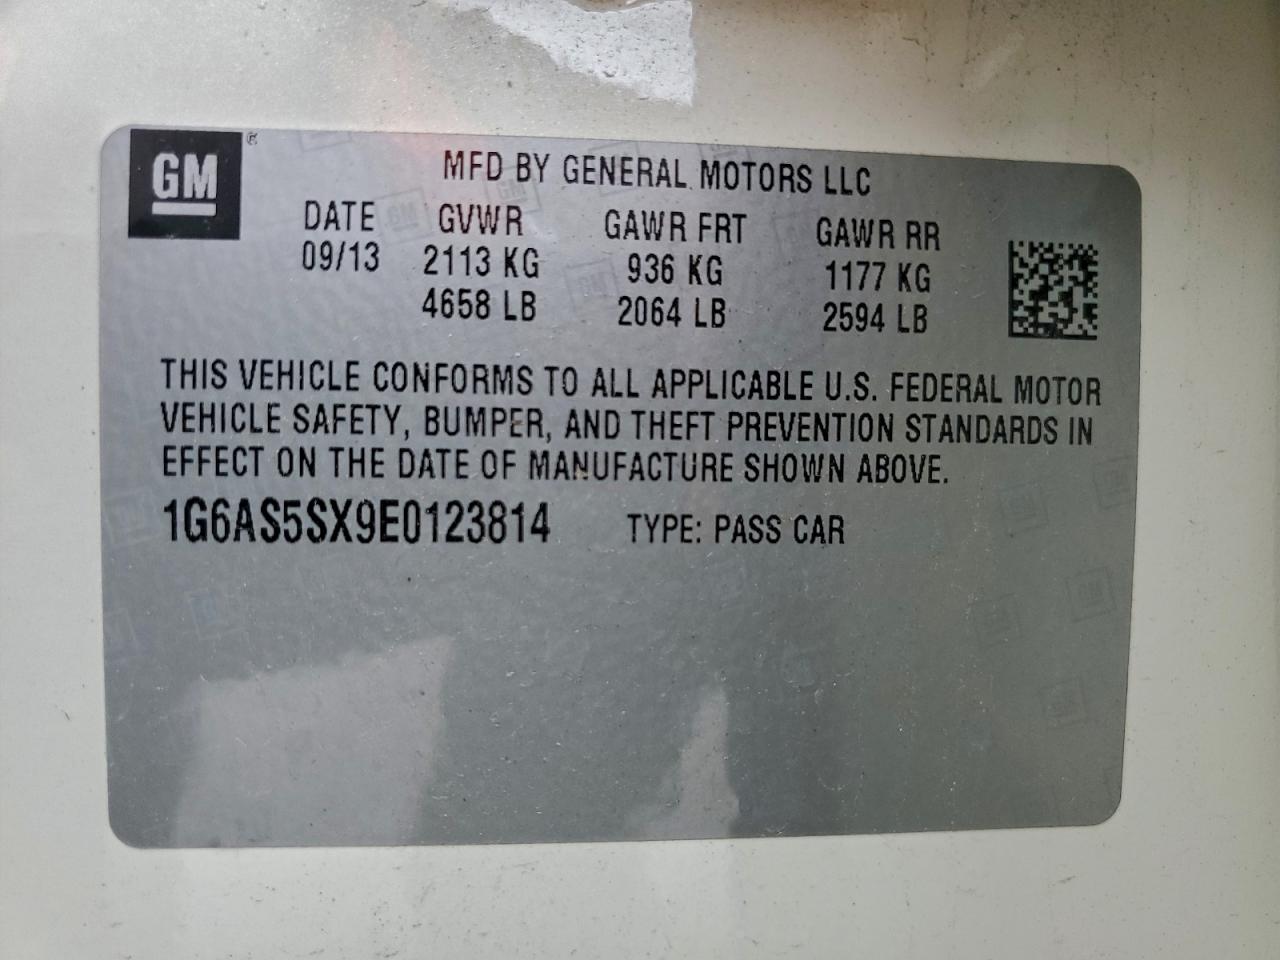 GM ®
MFD BY GENERAL MOTORS LLC
DATE GVWR GAWR FRT GAWR RR
09/13 2113 KG 936 KG 1177 KG
4658 LB 2064 LB 2594 LB
THIS VEHICLE CONFORMS TO ALL APPLICABLE U.S. FEDERAL MOTOR
VEHICLE SAFETY, BUMPER, AND THEFT PREVENTION STANDARDS IN
EFFECT ON THE DATE OF MANUFACTURE SHOWN ABOVE.
1G6AS5SX9E0123814 TYPE: PASS CAR